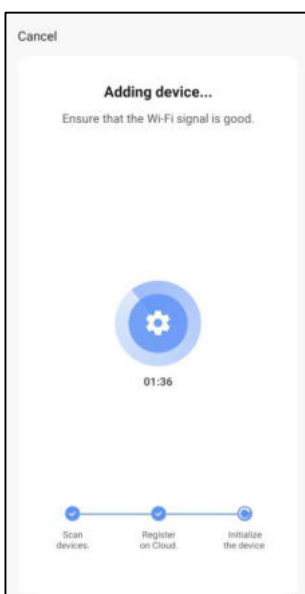 Cancel
Adding device...
Ensure that the Wi-Fi signal is good.
01:36
Scan
devices.
Register
on Cloud.
Initialize
the device